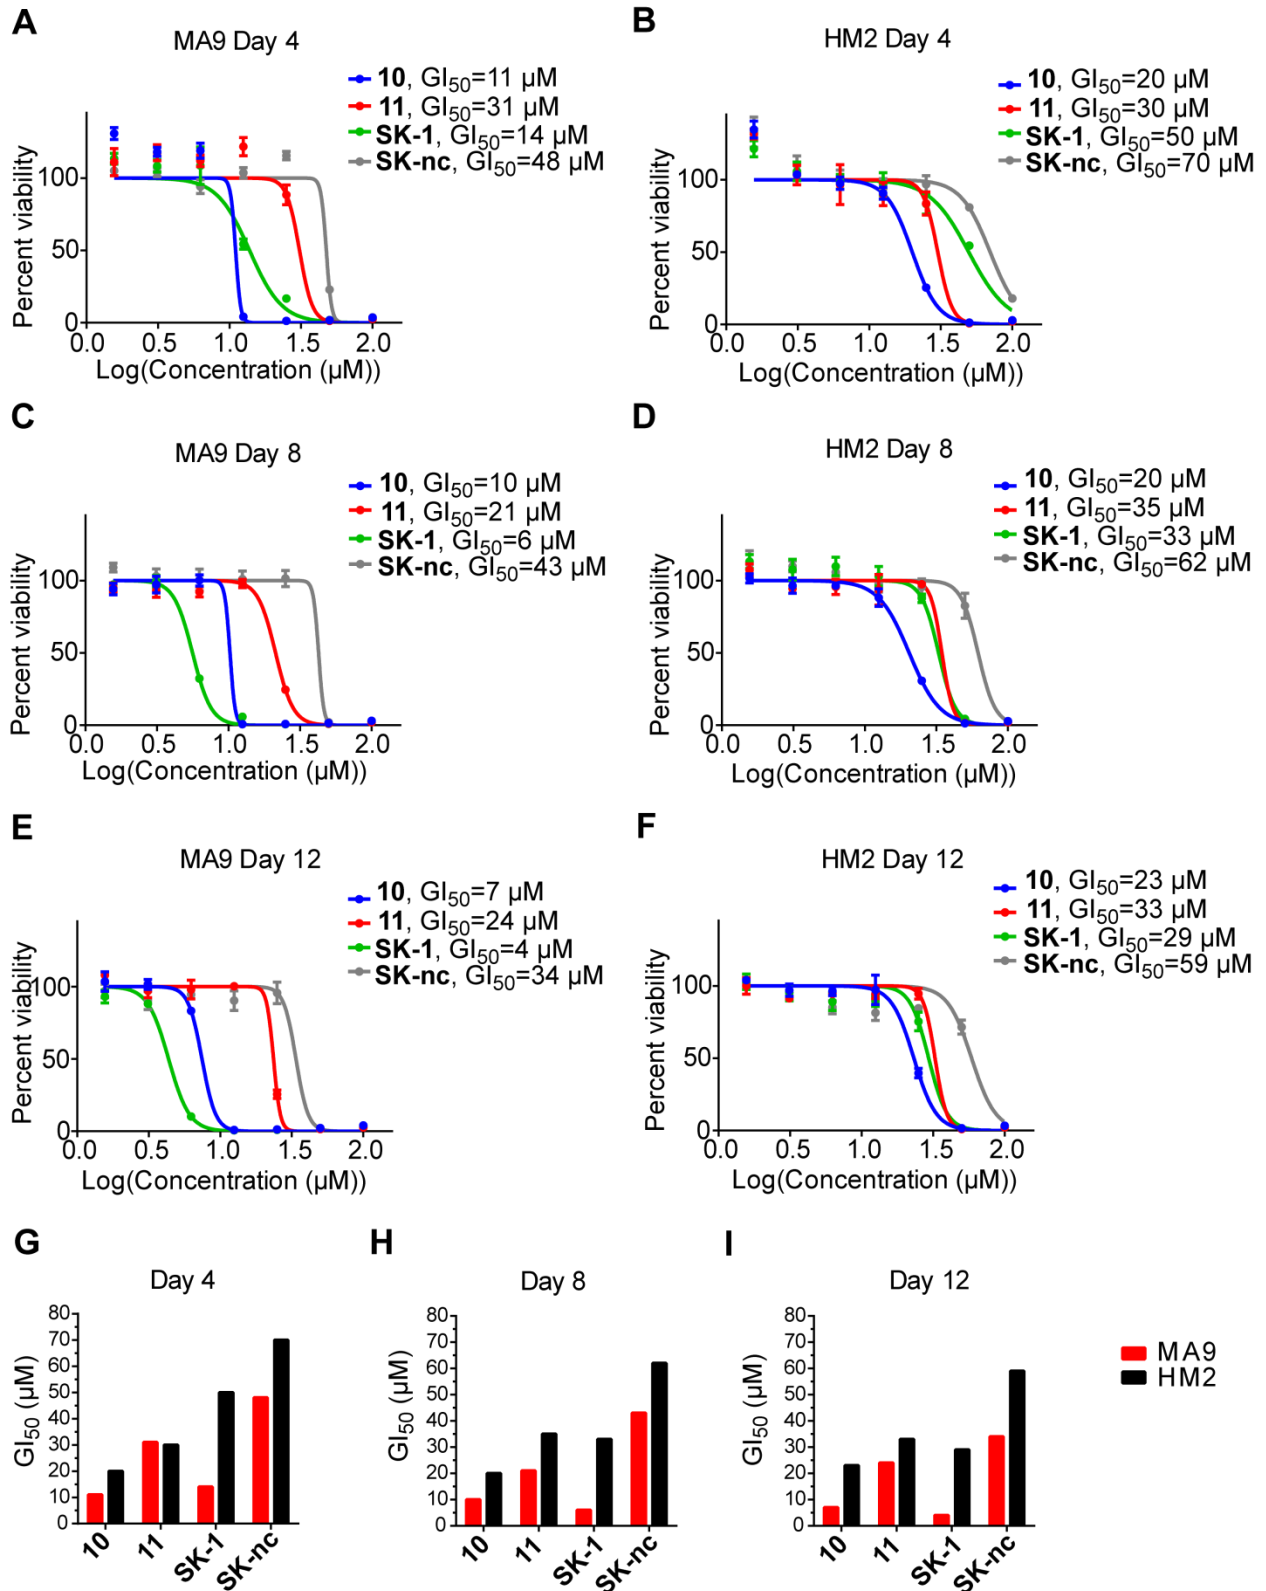 A
MA9 Day 4
10, GI50=11 µM
11, GI50=31 µM
SK-1, GI50=14 µM
SK-nc, GI50=48 µM
Percent viability
100
50
0
0.0 0.5 1.0 1.5 2.0
Log(Concentration (µM))
B
HM2 Day 4
10, GI50=20 µM
11, GI50=30 µM
SK-1, GI50=50 µM
SK-nc, GI50=70 µM
Percent viability
100
50
0
0.0 0.5 1.0 1.5 2.0
Log(Concentration (µM))
C
MA9 Day 8
10, GI50=10 µM
11, GI50=21 µM
SK-1, GI50=6 µM
SK-nc, GI50=43 µM
Percent viability
100
50
0
0.0 0.5 1.0 1.5 2.0
Log(Concentration (µM))
D
HM2 Day 8
10, GI50=20 µM
11, GI50=35 µM
SK-1, GI50=33 µM
SK-nc, GI50=62 µM
Percent viability
100
50
0
0.0 0.5 1.0 1.5 2.0
Log(Concentration (µM))
E
MA9 Day 12
10, GI50=7 µM
11, GI50=24 µM
SK-1, GI50=4 µM
SK-nc, GI50=34 µM
Percent viability
100
50
0
0.0 0.5 1.0 1.5 2.0
Log(Concentration (µM))
F
HM2 Day 12
10, GI50=23 µM
11, GI50=33 µM
SK-1, GI50=29 µM
SK-nc, GI50=59 µM
Percent viability
100
50
0
0.0 0.5 1.0 1.5 2.0
Log(Concentration (µM))
G
Day 4
GI50 (µM)
80
70
60
50
40
30
20
10
0
10 11 SK-1 SK-nc
H
Day 8
GI50 (µM)
80
70
60
50
40
30
20
10
0
10 11 SK-1 SK-nc
I
Day 12
GI50 (µM)
80
70
60
50
40
30
20
10
0
10 11 SK-1 SK-nc
MA9
HM2